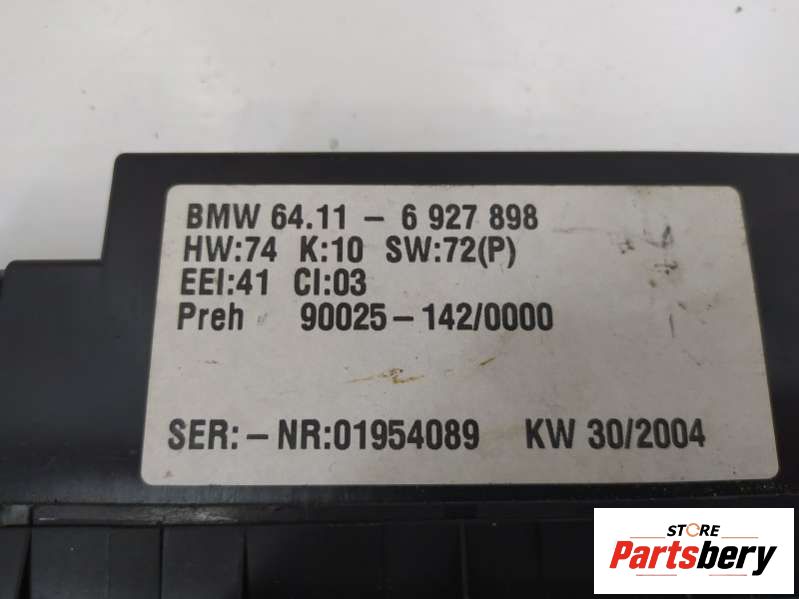 BMW 64.11 - 6 927 898
HW:74 K:10 SW:72(P)
EEI:41 CI:03
Preh 90025-142/0000
SER:-NR:01954089 KW 30/2004
STORE
Partsbery